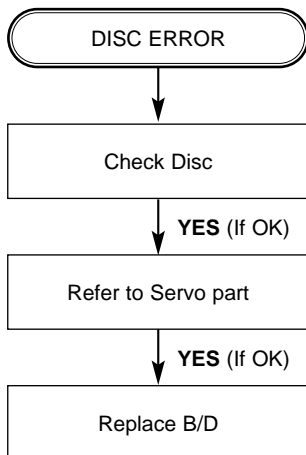 DISC ERROR
Check Disc
YES (If OK)
Refer to Servo part
YES (If OK)
Replace B/D